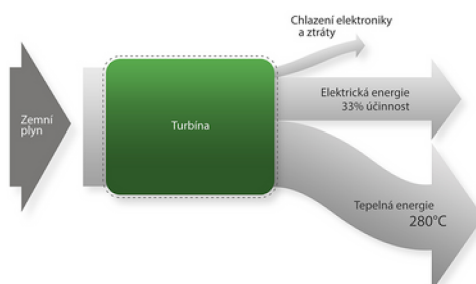 Chlazení elektroniky
a ztráty
Zemní
plyn
Turbína
Elektrická energie
33% účinnost
Tepelná energie
280°C